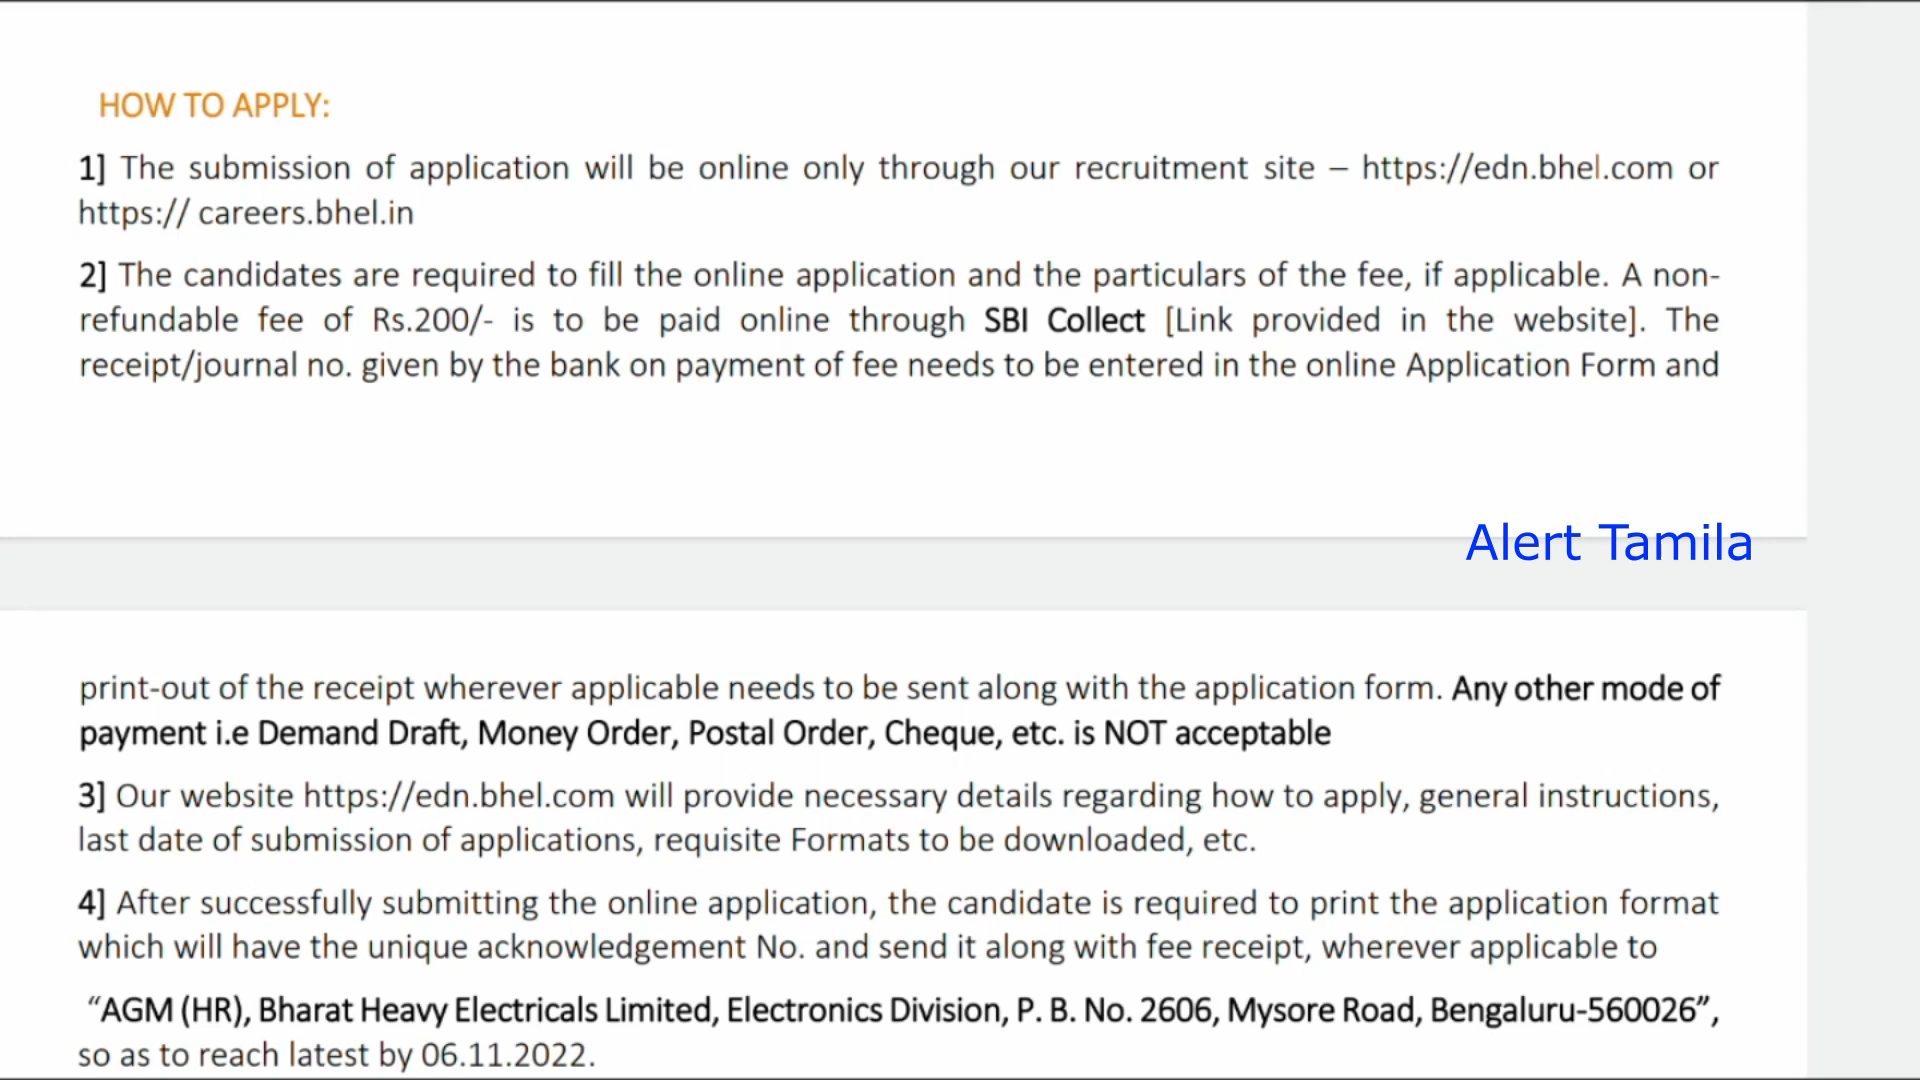 HOW TO APPLY:
1] The submission of application will be online only through our recruitment site – https://edn.bhel.com or
https:// careers.bhel.in
2] The candidates are required to fill the online application and the particulars of the fee, if applicable. A non-
refundable fee of Rs.200/- is to be paid online through SBI Collect [Link provided in the website]. The
receipt/journal no. given by the bank on payment of fee needs to be entered in the online Application Form and
Alert Tamila
print-out of the receipt wherever applicable needs to be sent along with the application form. Any other mode of
payment i.e Demand Draft, Money Order, Postal Order, Cheque, etc. is NOT acceptable
3] Our website https://edn.bhel.com will provide necessary details regarding how to apply, general instructions,
last date of submission of applications, requisite Formats to be downloaded, etc.
4] After successfully submitting the online application, the candidate is required to print the application format
which will have the unique acknowledgement No. and send it along with fee receipt, wherever applicable to
“AGM (HR), Bharat Heavy Electricals Limited, Electronics Division, P. B. No. 2606, Mysore Road, Bengaluru-560026”,
so as to reach latest by 06.11.2022.